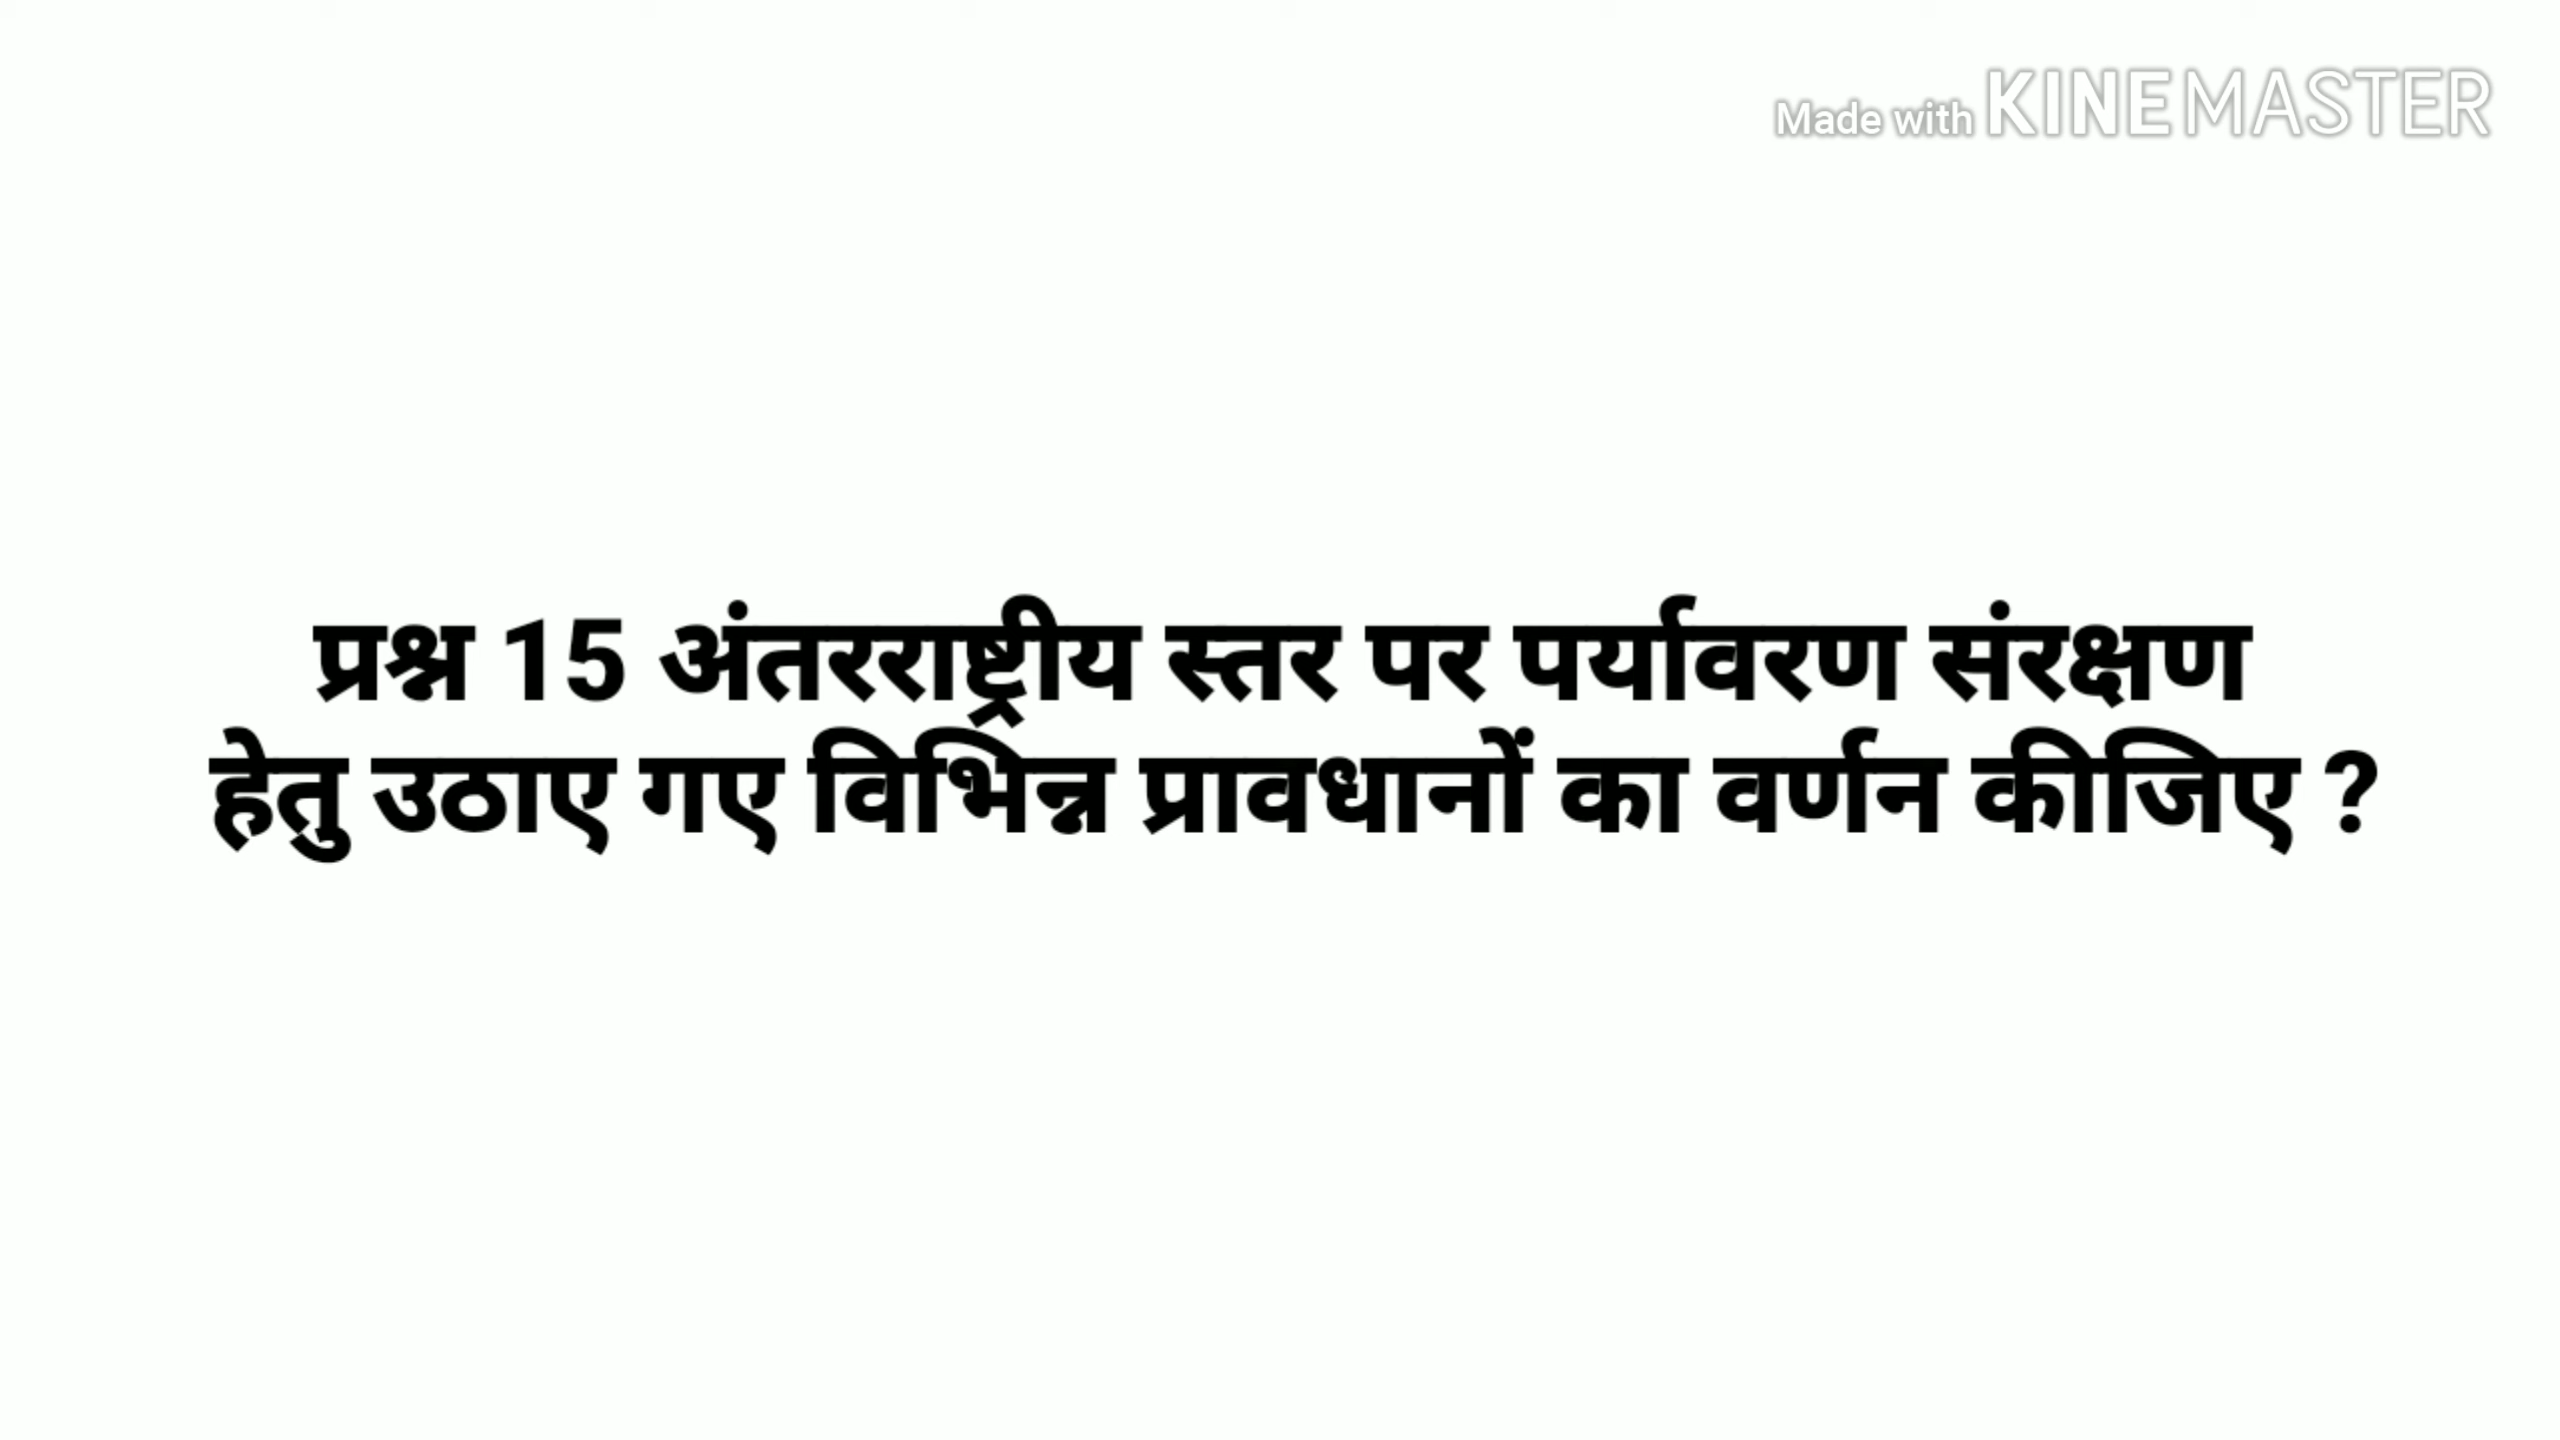 Made with KINEMASTER
प्रश्न 15 अंतरराष्ट्रीय स्तर पर पर्यावरण संरक्षण
हेतु उठाए गए विभिन्न प्रावधानों का वर्णन कीजिए ?